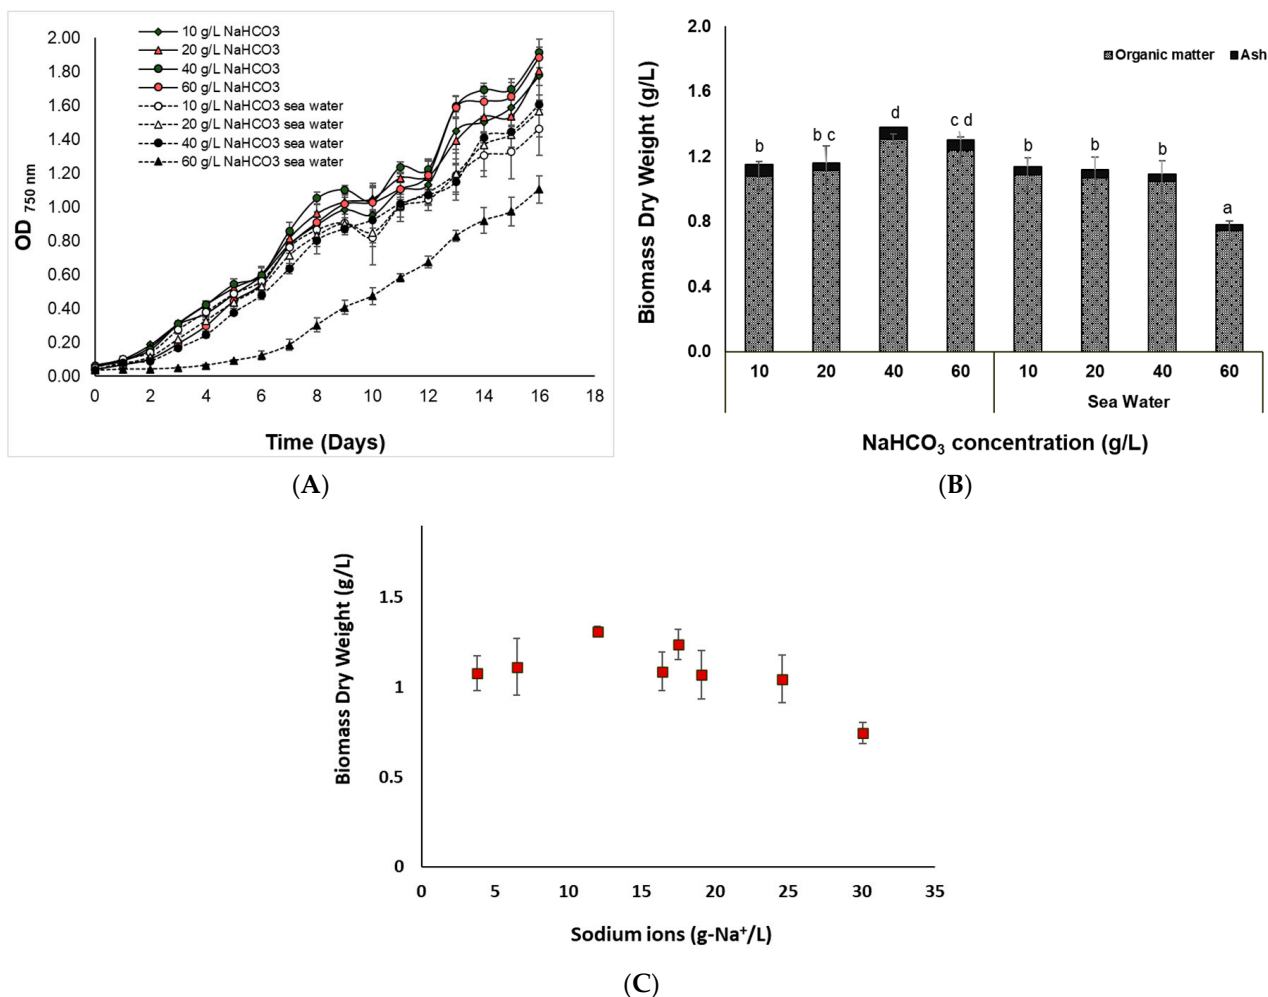 10 g/L NaHCO3
20 g/L NaHCO3
40 g/L NaHCO3
60 g/L NaHCO3
10 g/L NaHCO3 sea water
20 g/L NaHCO3 sea water
40 g/L NaHCO3 sea water
60 g/L NaHCO3 sea water
OD 750 nm
2.00
1.80
1.60
1.40
1.20
1.00
0.80
0.60
0.40
0.20
0.00
0 2 4 6 8 10 12 14 16 18
Time (Days)
(A)
Biomass Dry Weight (g/L)
2.0
1.6
1.2
0.8
0.4
0.0
Organic matter Ash
b b c d c d b b b a
10 20 40 60 10 20 40 60
Sea Water
NaHCO₃ concentration (g/L)
(B)
Biomass Dry Weight (g/L)
1.5
1
0.5
0
0 5 10 15 20 25 30 35
Sodium ions (g-Na⁺/L)
(C)